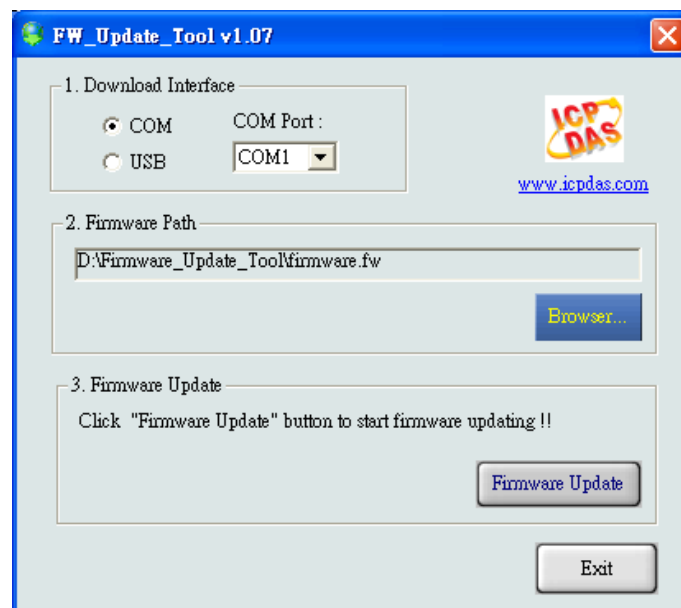 FW_Update_Tool v1.07
1. Download Interface
COM
COM Port :
USB
COM1
ICP
DAS
www.icpdas.com
2. Firmware Path
D:\Firmware_Update_Tool\firmware.fw
Browser...
3. Firmware Update
Click "Firmware Update" button to start firmware updating !!
Firmware Update
Exit